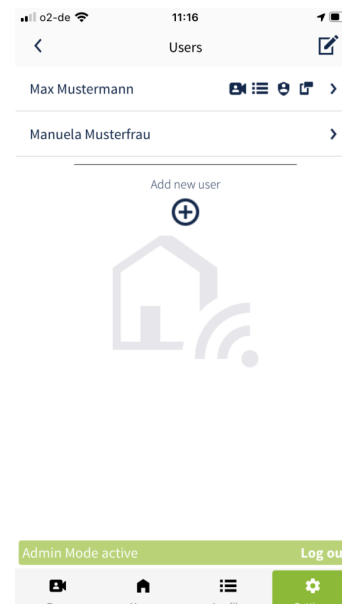 o2-de 11:16
Users
Max Mustermann
Manuela Musterfrau
Add new user
Admin Mode active Log ou